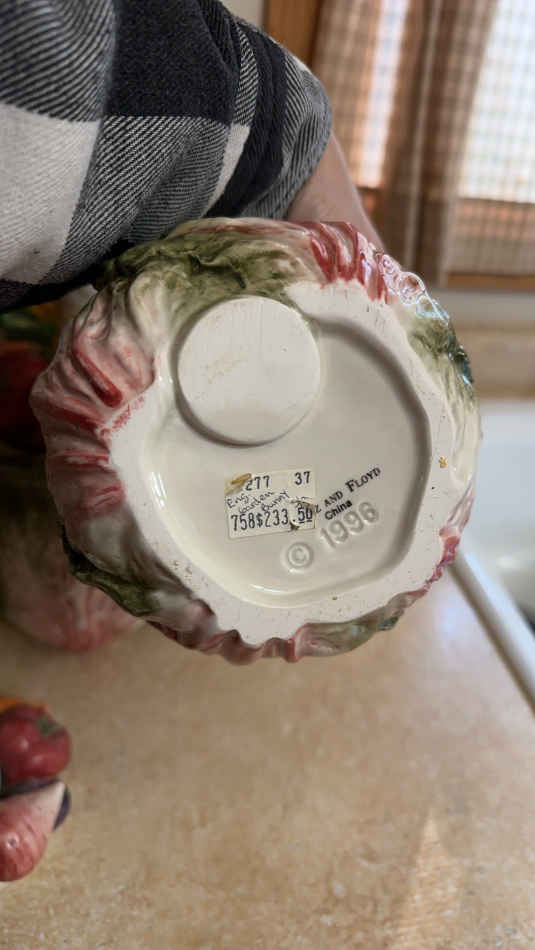 277 37
Eng.
Garden
Bunny
758$233.50
AND FLOYD
China
© 1996